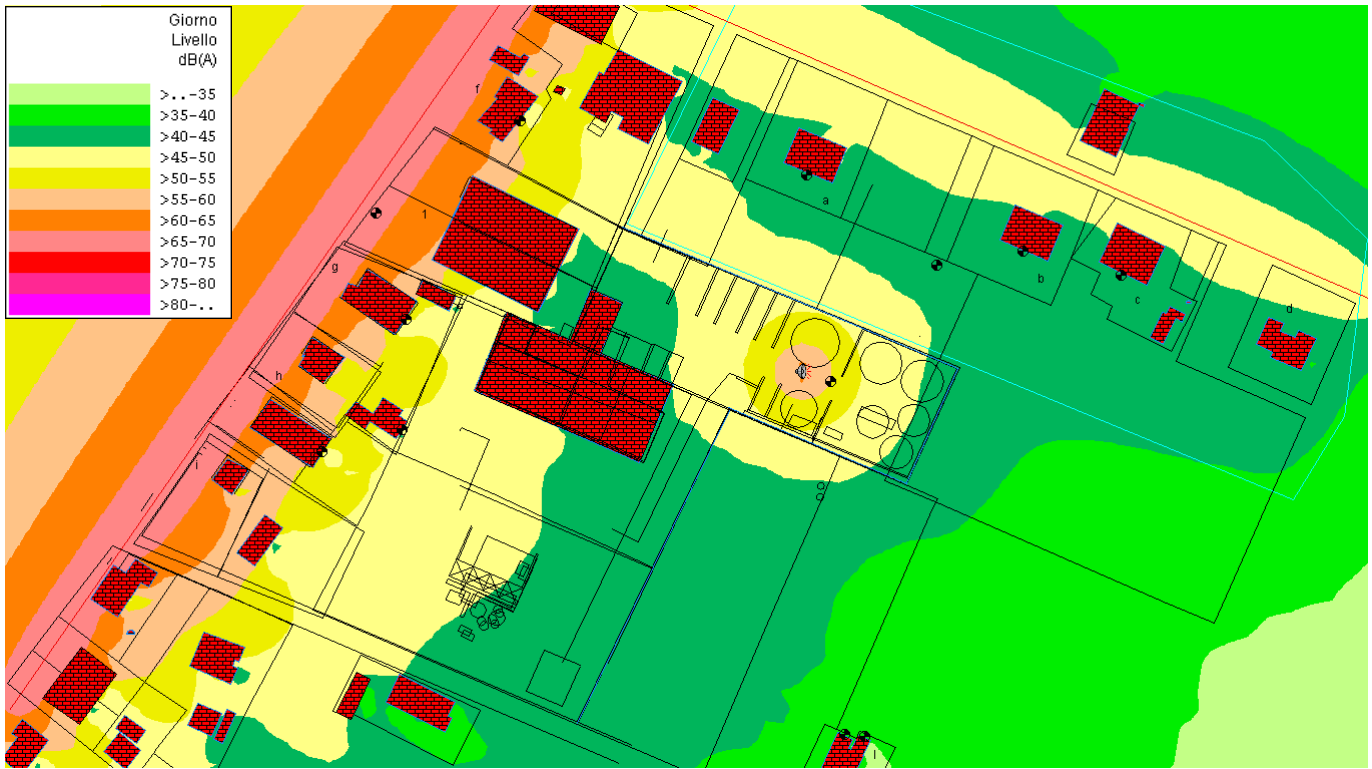 Giorno
Livello
dB(A)
>..-35
>35-40
>40-45
>45-50
>50-55
>55-60
>60-65
>65-70
>70-75
>75-80
>80-..
f
a
1
g
b
c
d
h
i
l